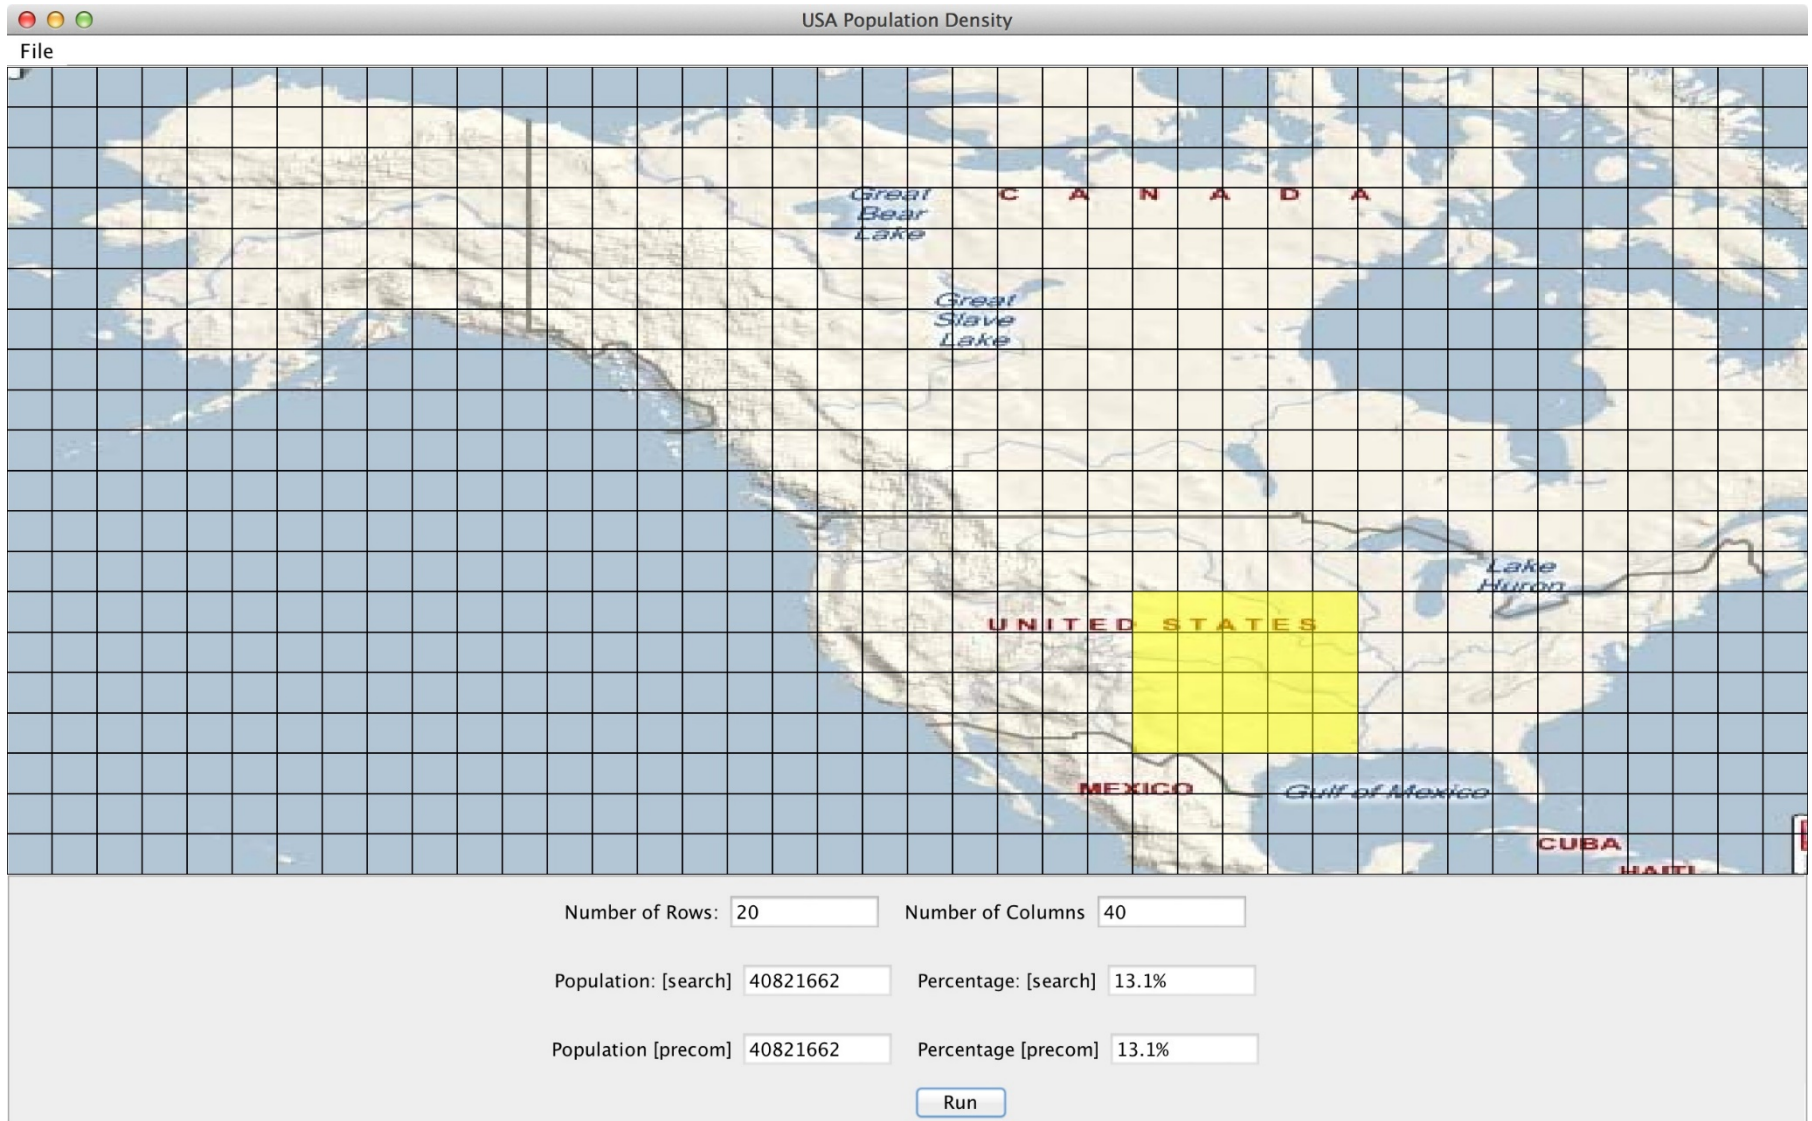 USA Population Density
File
Great
Bear
Lake
CANADA
Great
Slave
Lake
Lake
Huron
UNITED STATES
MEXICO
Gulf of Mexico
CUBA
HAITI
Number of Rows: 20 Number of Columns 40
Population: [search] 40821662 Percentage: [search] 13.1%
Population [precom] 40821662 Percentage [precom] 13.1%
Run